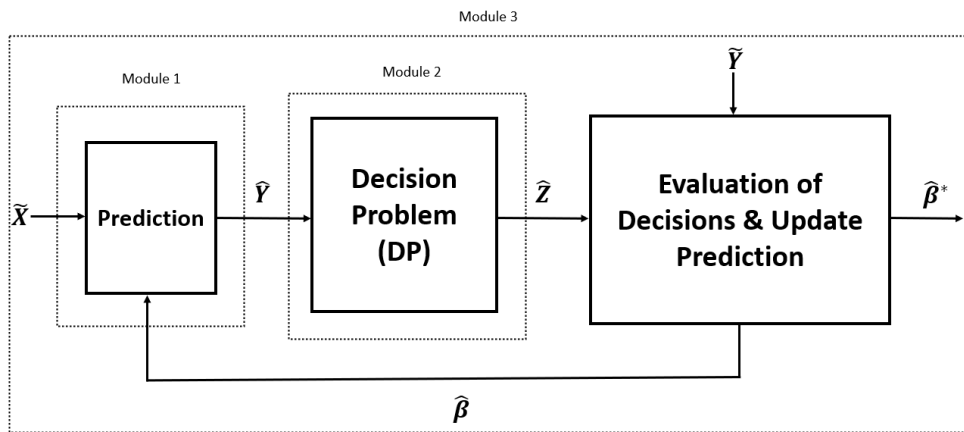 Module 3
Module 1
Module 2
X̃
Prediction
Ŷ
Decision
Problem
(DP)
Ẑ
Ỹ
Evaluation of
Decisions & Update
Prediction
β̂*
β̂